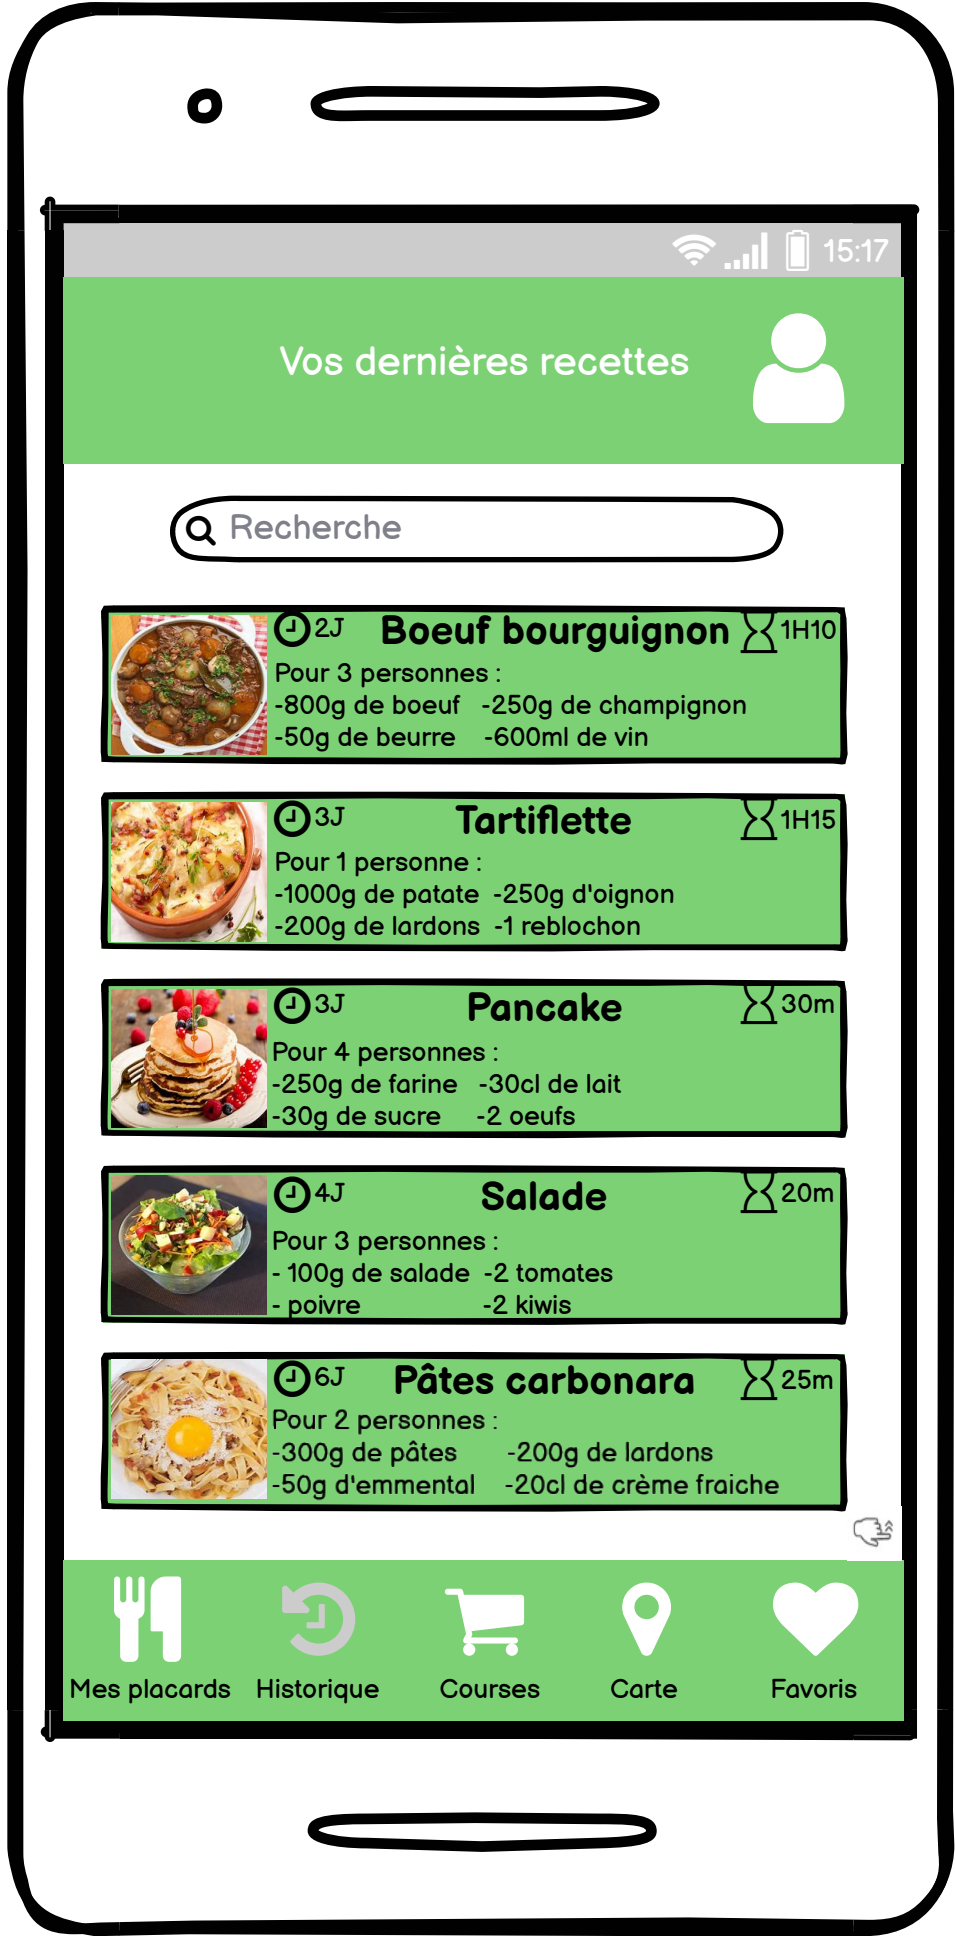 15:17
Vos dernières recettes
Recherche
2J Boeuf bourguignon 1H10
Pour 3 personnes :
-800g de boeuf -250g de champignon
-50g de beurre -600ml de vin
3J Tartiflette 1H15
Pour 1 personne :
-1000g de patate -250g d'oignon
-200g de lardons -1 reblochon
3J Pancake 30m
Pour 4 personnes :
-250g de farine -30cl de lait
-30g de sucre -2 oeufs
4J Salade 20m
Pour 3 personnes :
- 100g de salade -2 tomates
- poivre -2 kiwis
6J Pâtes carbonara 25m
Pour 2 personnes :
-300g de pâtes -200g de lardons
-50g d'emmental -20cl de crème fraiche
Mes placards Historique Courses Carte Favoris